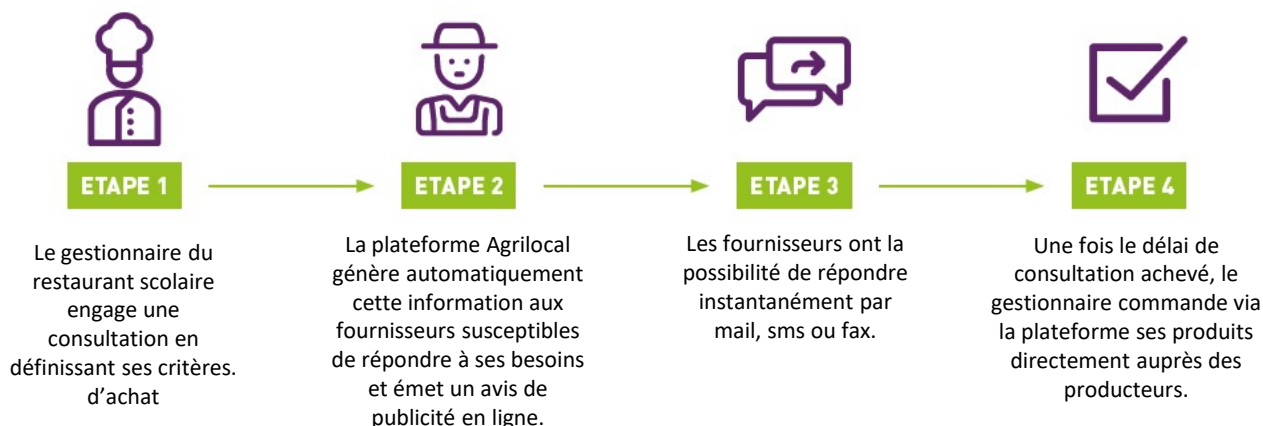 ETAPE 1
Le gestionnaire du
restaurant scolaire
engage une
consultation en
définissant ses critères.
d’achat
ETAPE 2
La plateforme Agrilocal
génère automatiquement
cette information aux
fournisseurs susceptibles
de répondre à ses besoins
et émet un avis de
publicité en ligne.
ETAPE 3
Les fournisseurs ont la
possibilité de répondre
instantanément par
mail, sms ou fax.
ETAPE 4
Une fois le délai de
consultation achevé, le
gestionnaire commande via
la plateforme ses produits
directement auprès des
producteurs.